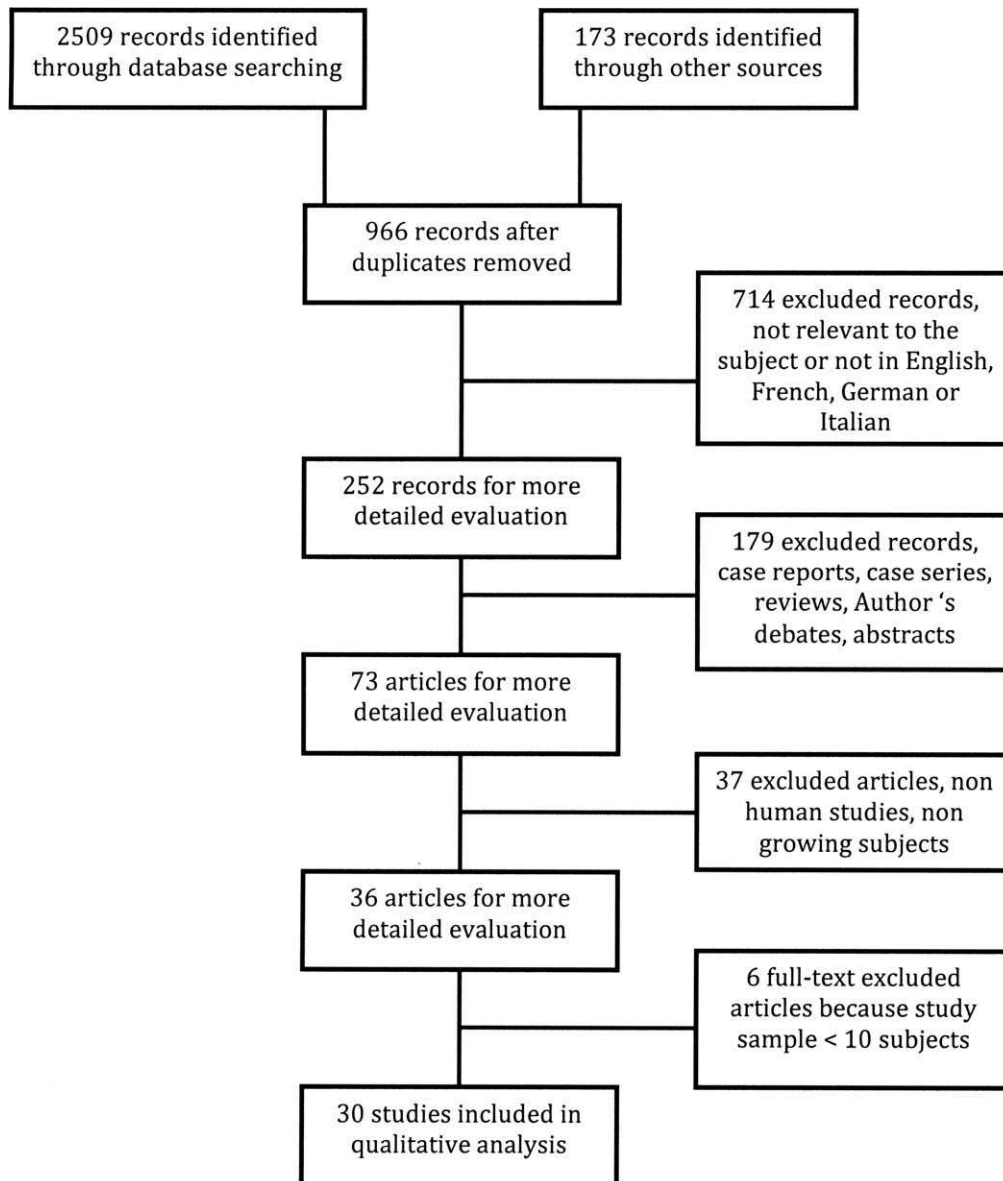 2509 records identified
through database searching
173 records identified
through other sources
966 records after
duplicates removed
714 excluded records,
not relevant to the
subject or not in English,
French, German or
Italian
252 records for more
detailed evaluation
179 excluded records,
case reports, case series,
reviews, Author ‘s
debates, abstracts
73 articles for more
detailed evaluation
37 excluded articles, non
human studies, non
growing subjects
36 articles for more
detailed evaluation
6 full-text excluded
articles because study
sample < 10 subjects
30 studies included in
qualitative analysis